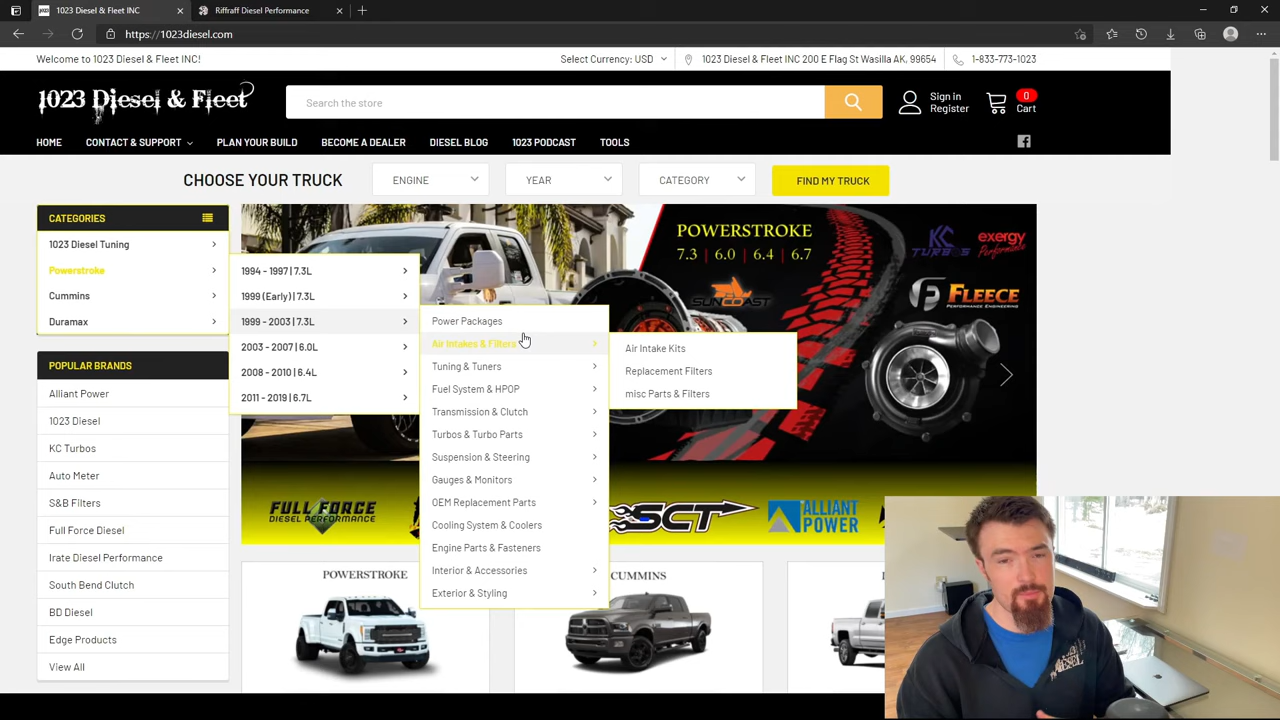 1023 Diesel & Fleet INC
Riffraff Diesel Performance
https://1023diesel.com
Welcome to 1023 Diesel & Fleet INC!
Select Currency: USD
1023 Diesel & Fleet INC 200 E Flag St Wasilla AK, 99654
1-833-773-1023
1023 Diesel & Fleet
Search the store
Sign in
Register
0
Cart
HOME
CONTACT & SUPPORT
PLAN YOUR BUILD
BECOME A DEALER
DIESEL BLOG
1023 PODCAST
TOOLS
CHOOSE YOUR TRUCK
ENGINE
YEAR
CATEGORY
FIND MY TRUCK
CATEGORIES
1023 Diesel Tuning
Powerstroke
Cummins
Duramax
1994 - 1997 | 7.3L
1999 (Early) | 7.3L
1999 - 2003 | 7.3L
2003 - 2007 | 6.0L
2008 - 2010 | 6.4L
2011 - 2019 | 6.7L
Power Packages
Air Intakes & Filters
Tuning & Tuners
Fuel System & HPOP
Transmission & Clutch
Turbos & Turbo Parts
Suspension & Steering
Gauges & Monitors
OEM Replacement Parts
Cooling System & Coolers
Engine Parts & Fasteners
Interior & Accessories
Exterior & Styling
Air Intake Kits
Replacement Filters
misc Parts & Filters
POPULAR BRANDS
Alliant Power
1023 Diesel
KC Turbos
Auto Meter
S&B Filters
Full Force Diesel
Irate Diesel Performance
South Bend Clutch
BD Diesel
Edge Products
View All
POWERSTROKE
7.3 | 6.0 | 6.4 | 6.7
KC TURBOS
exergy
Performance
SUNCOAST
FLEECE
PERFORMANCE ENGINEERING
FULL FORCE
DIESEL PERFORMANCE
SCT
ALLIANT
POWER
POWERSTROKE
CUMMINS
DIESEL